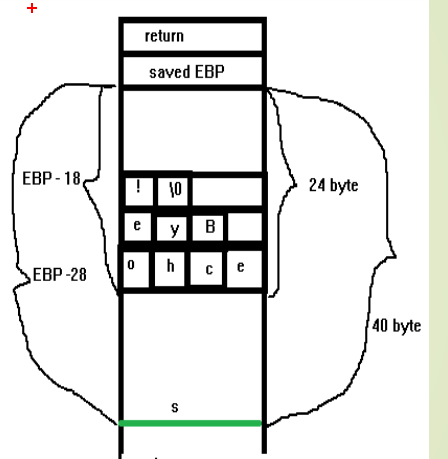 return
saved EBP
EBP - 18
! \0
24 byte
e y B
o h c e
EBP -28
40 byte
s